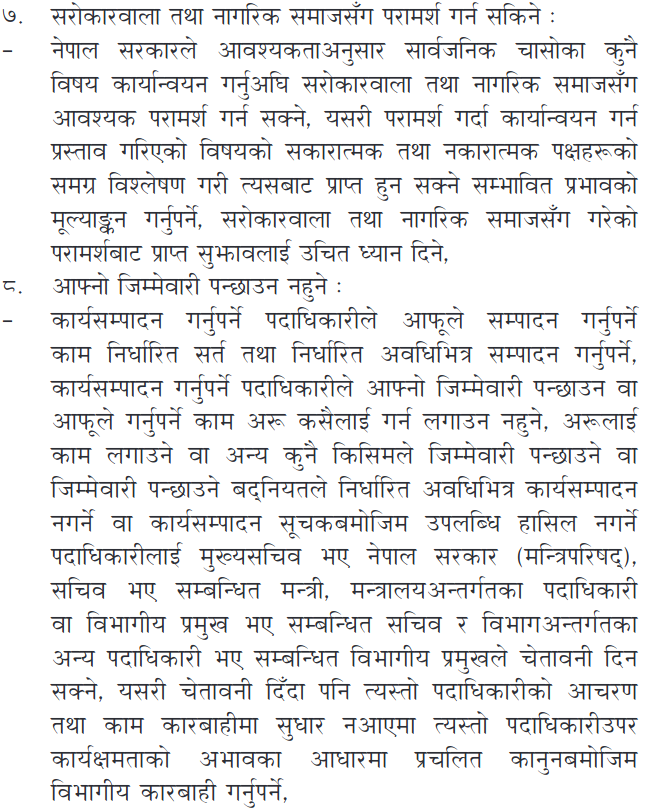 ७. सरोकारवाला तथा नागरिक समाजसँग परामर्श गर्न सकिने :
– नेपाल सरकारले आवश्यकताअनुसार सार्वजनिक चासोका कुनै
विषय कार्यान्वयन गर्नुअघि सरोकारवाला तथा नागरिक समाजसँग
आवश्यक परामर्श गर्न सक्ने, यसरी परामर्श गर्दा कार्यान्वयन गर्न
प्रस्ताव गरिएको विषयको सकारात्मक तथा नकारात्मक पक्षहरूको
समग्र विश्लेषण गरी त्यसबाट प्राप्त हुन सक्ने सम्भावित प्रभावको
मूल्याङ्कन गर्नुपर्ने, सरोकारवाला तथा नागरिक समाजसँग गरेको
परामर्शबाट प्राप्त सुझावलाई उचित ध्यान दिने,
८. आफ्नो जिम्मेवारी पन्छाउन नहुने :
– कार्यसम्पादन गर्नुपर्ने पदाधिकारीले आफूले सम्पादन गर्नुपर्ने
काम निर्धारित सर्त तथा निर्धारित अवधिभित्र सम्पादन गर्नुपर्ने,
कार्यसम्पादन गर्नुपर्ने पदाधिकारीले आफ्नो जिम्मेवारी पन्छाउन वा
आफूले गर्नुपर्ने काम अरू कसैलाई गर्न लगाउन नहुने, अरूलाई
काम लगाउने वा अन्य कुनै किसिमले जिम्मेवारी पन्छाउने वा
जिम्मेवारी पन्छाउने बद्नियतले निर्धारित अवधिभित्र कार्यसम्पादन
नगर्ने वा कार्यसम्पादन सूचकबमोजिम उपलब्धि हासिल नगर्ने
पदाधिकारीलाई मुख्यसचिव भए नेपाल सरकार (मन्त्रिपरिषद्),
सचिव भए सम्बन्धित मन्त्री, मन्त्रालयअन्तर्गतका पदाधिकारी
वा विभागीय प्रमुख भए सम्बन्धित सचिव र विभागअन्तर्गतका
अन्य पदाधिकारी भए सम्बन्धित विभागीय प्रमुखले चेतावनी दिन
सक्ने, यसरी चेतावनी दिँदा पनि त्यस्तो पदाधिकारीको आचरण
तथा काम कारबाहीमा सुधार नआएमा त्यस्तो पदाधिकारीउपर
कार्यक्षमताको अभावका आधारमा प्रचलित कानुनबमोजिम
विभागीय कारबाही गर्नुपर्ने,